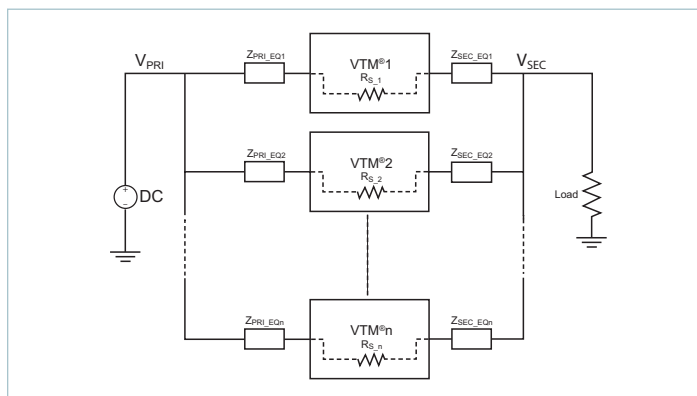 Z_PRI_EQ1
VTM®1
R_S_1
Z_SEC_EQ1
V_PRI
V_SEC
Z_PRI_EQ2
VTM®2
R_S_2
Z_SEC_EQ2
+
–
DC
Load
Z_PRI_EQn
VTM®n
R_S_n
Z_SEC_EQn